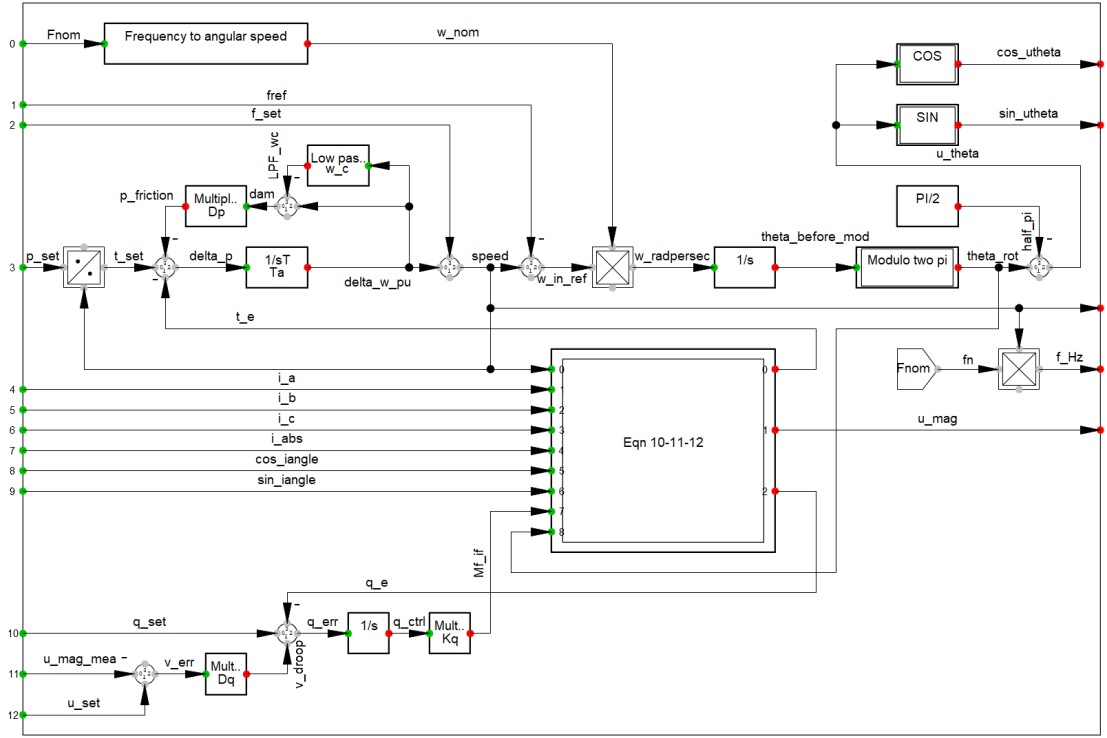 Fnom
Frequency to angular speed
w_nom
COS
cos_utheta
0
fref
1
f_set
2
SIN
sin_utheta
u_theta
LPF_wc
Low pas..
w_c
p_friction
Multipl..
Dp
dam
PI/2
half_pi
3
p_set
t_set
delta_p
1/sT
Ta
delta_w_pu
speed
w_in_ref
w_radpersec
1/s
theta_before_mod
Modulo two pi
theta_rot
t_e
Fnom
fn
f_Hz
i_a
4
i_b
5
i_c
6
i_abs
7
cos_iangle
8
sin_iangle
9
0
1
2
3
4
5
6
7
8
Eqn 10-11-12
0
1
2
u_mag
Mf_if
q_e
10
q_set
q_err
1/s
q_ctrl
Mult..
Kq
v_droop
11
u_mag_mea
v_err
Mult..
Dq
12
u_set